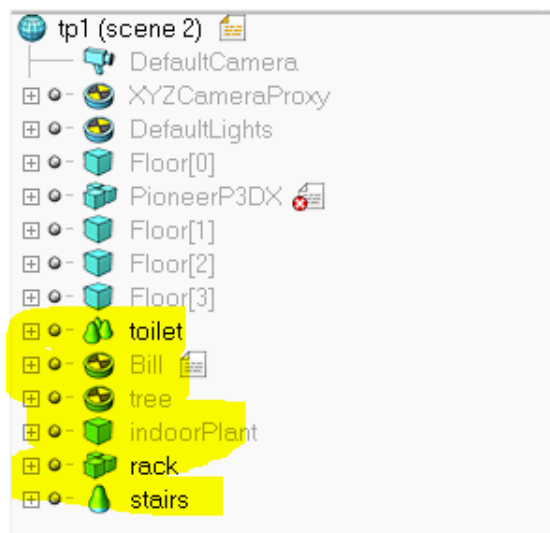 tp1 (scene 2)
DefaultCamera
XYZCameraProxy
DefaultLights
Floor[0]
PioneerP3DX
Floor[1]
Floor[2]
Floor[3]
toilet
Bill
tree
indoorPlant
rack
stairs